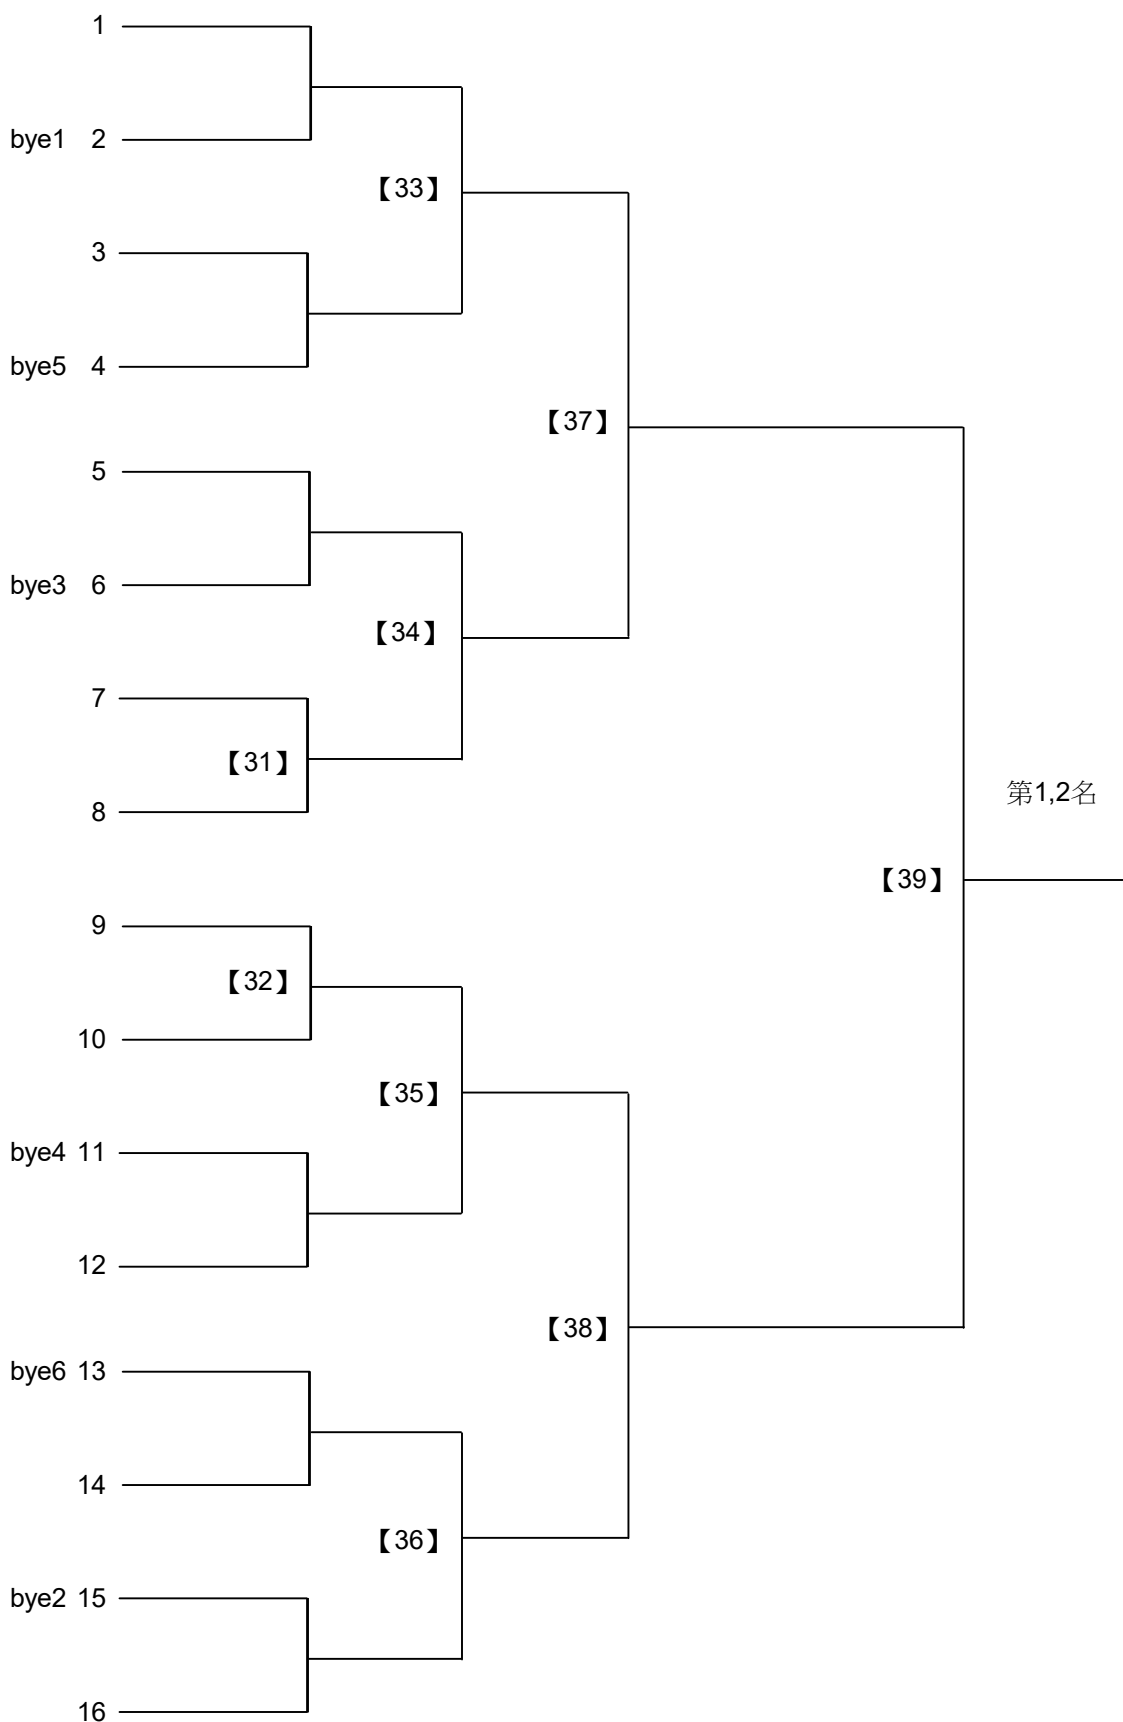 1
bye1 2
【33】
3
bye5 4
【37】
5
bye3 6
【34】
7
【31】
第1,2名
8
【39】
9
【32】
10
【35】
bye4 11
12
【38】
bye6 13
14
【36】
bye2 15
16